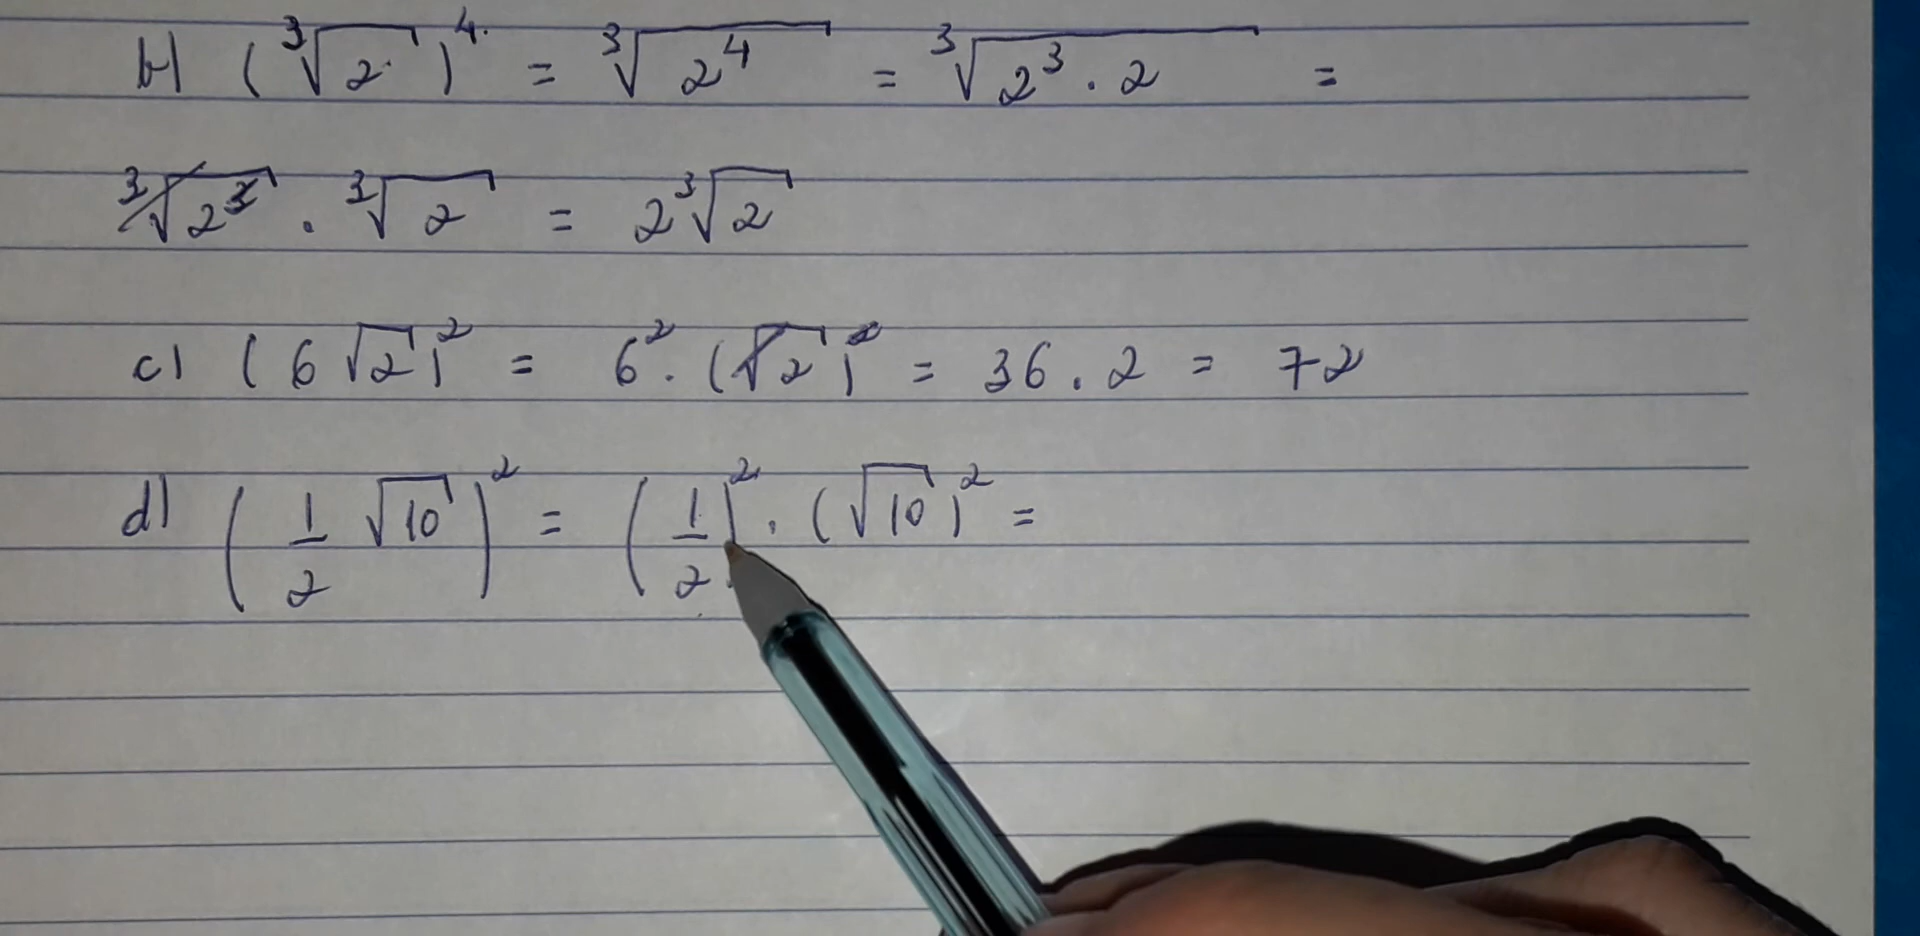 b) (∛2)⁴ = ∛2⁴ = ∛2³ . 2 =
∛2³ . ∛2 = 2∛2
c) (6√2)² = 6² . (√2)² = 36 . 2 = 72
d) (1/2 √10)² = (1/2)² . (√10)² =